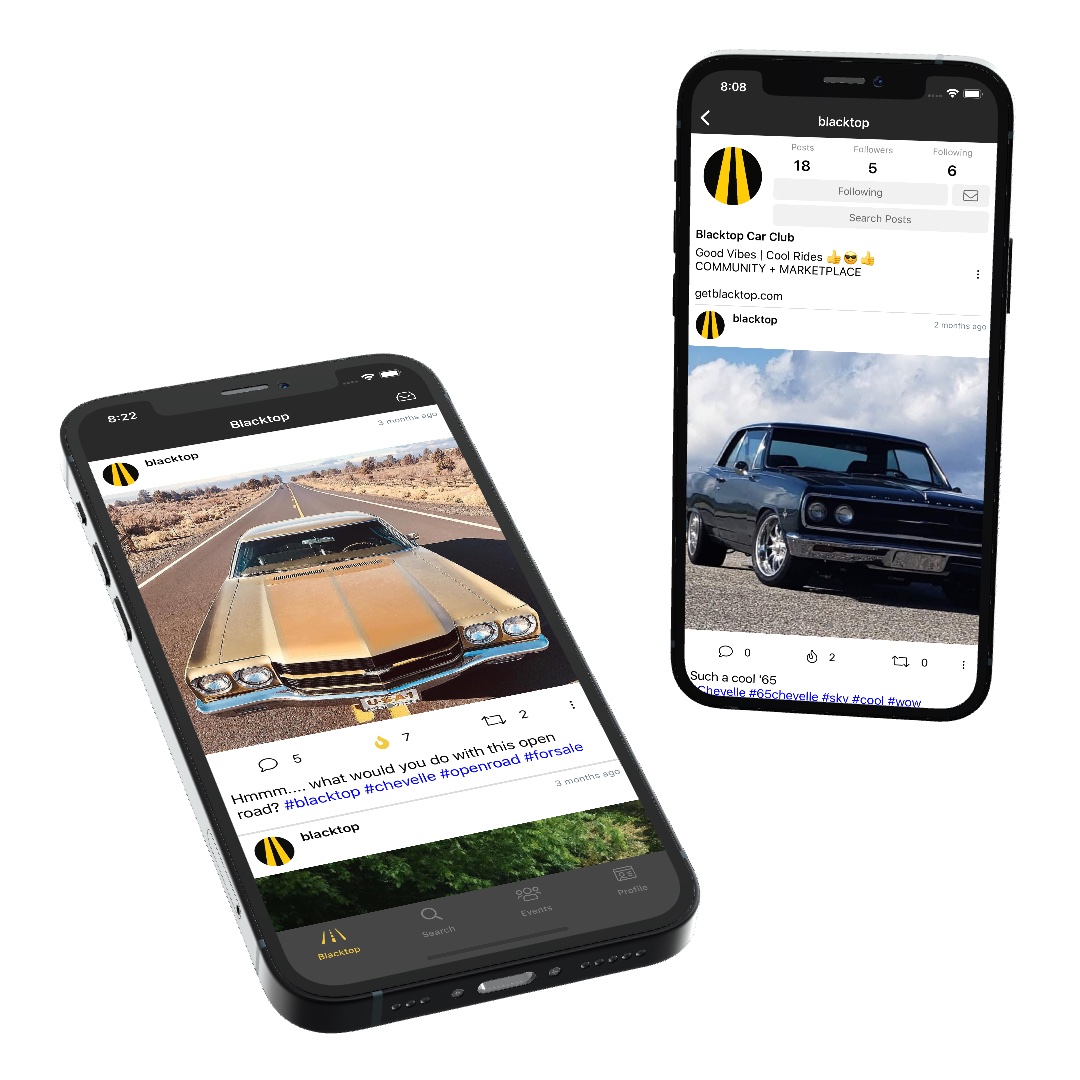 8:22
Blacktop
blacktop
3 months ago
5
7
2
Hmmm.... what would you do with this open
road? #blacktop #chevelle #openroad #forsale
blacktop
3 months ago
Blacktop
Search
Events
Profile
8:08
blacktop
Posts
Followers
Following
18
5
6
Following
Search Posts
Blacktop Car Club
Good Vibes | Cool Rides 👍😎👍
COMMUNITY + MARKETPLACE
getblacktop.com
blacktop
2 months ago
0
2
0
Such a cool '65
#Chevelle #65chevelle #sky #cool #wow